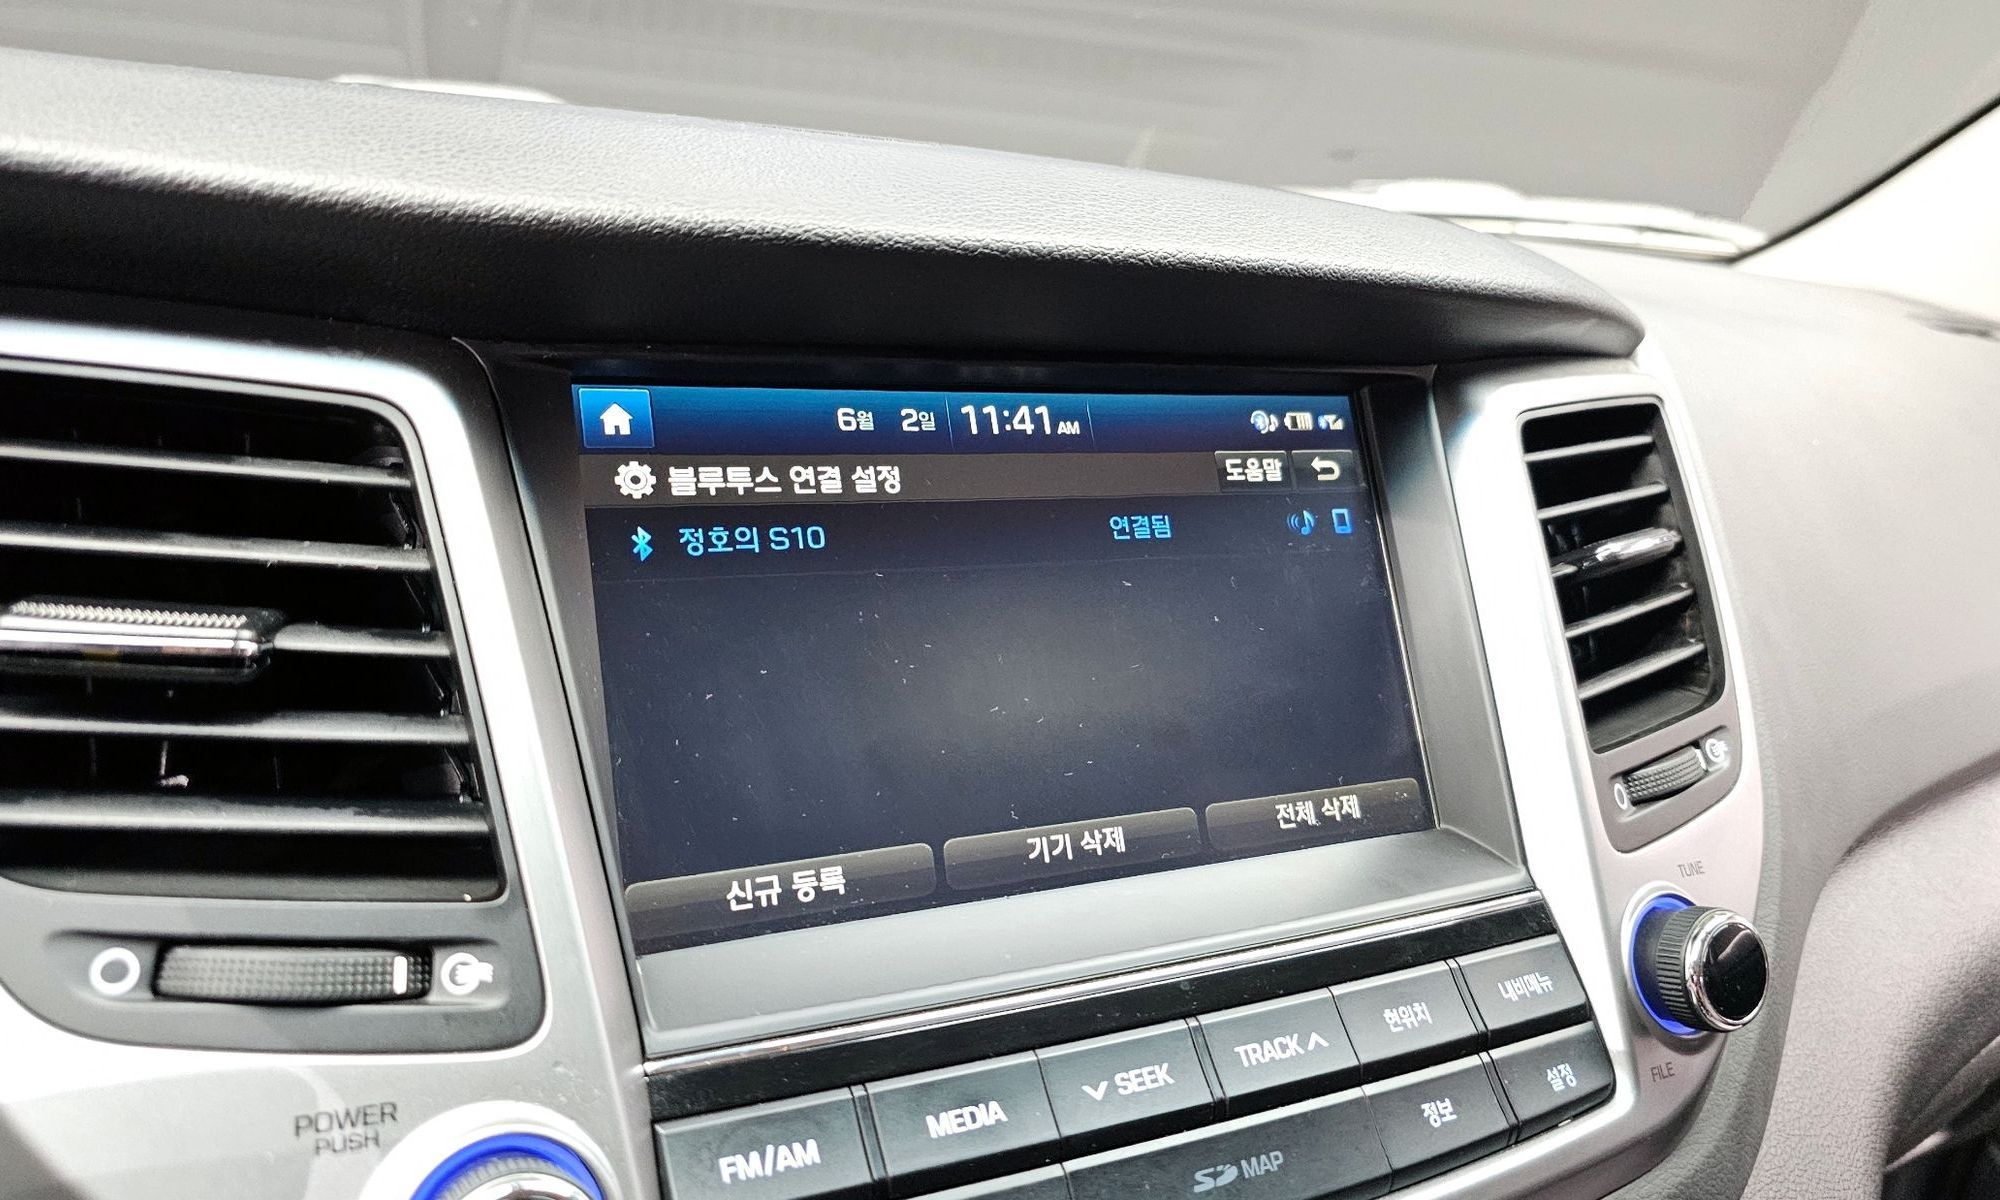 6월 2일 11:41 AM
블루투스 연결 설정 도움말
정호의 S10 연결됨
신규 등록 기기 삭제 전체 삭제
TUNE
FILE
POWER
PUSH
FM/AM MEDIA SEEK TRACK 현위치 내비메뉴
SD MAP 정보 설정